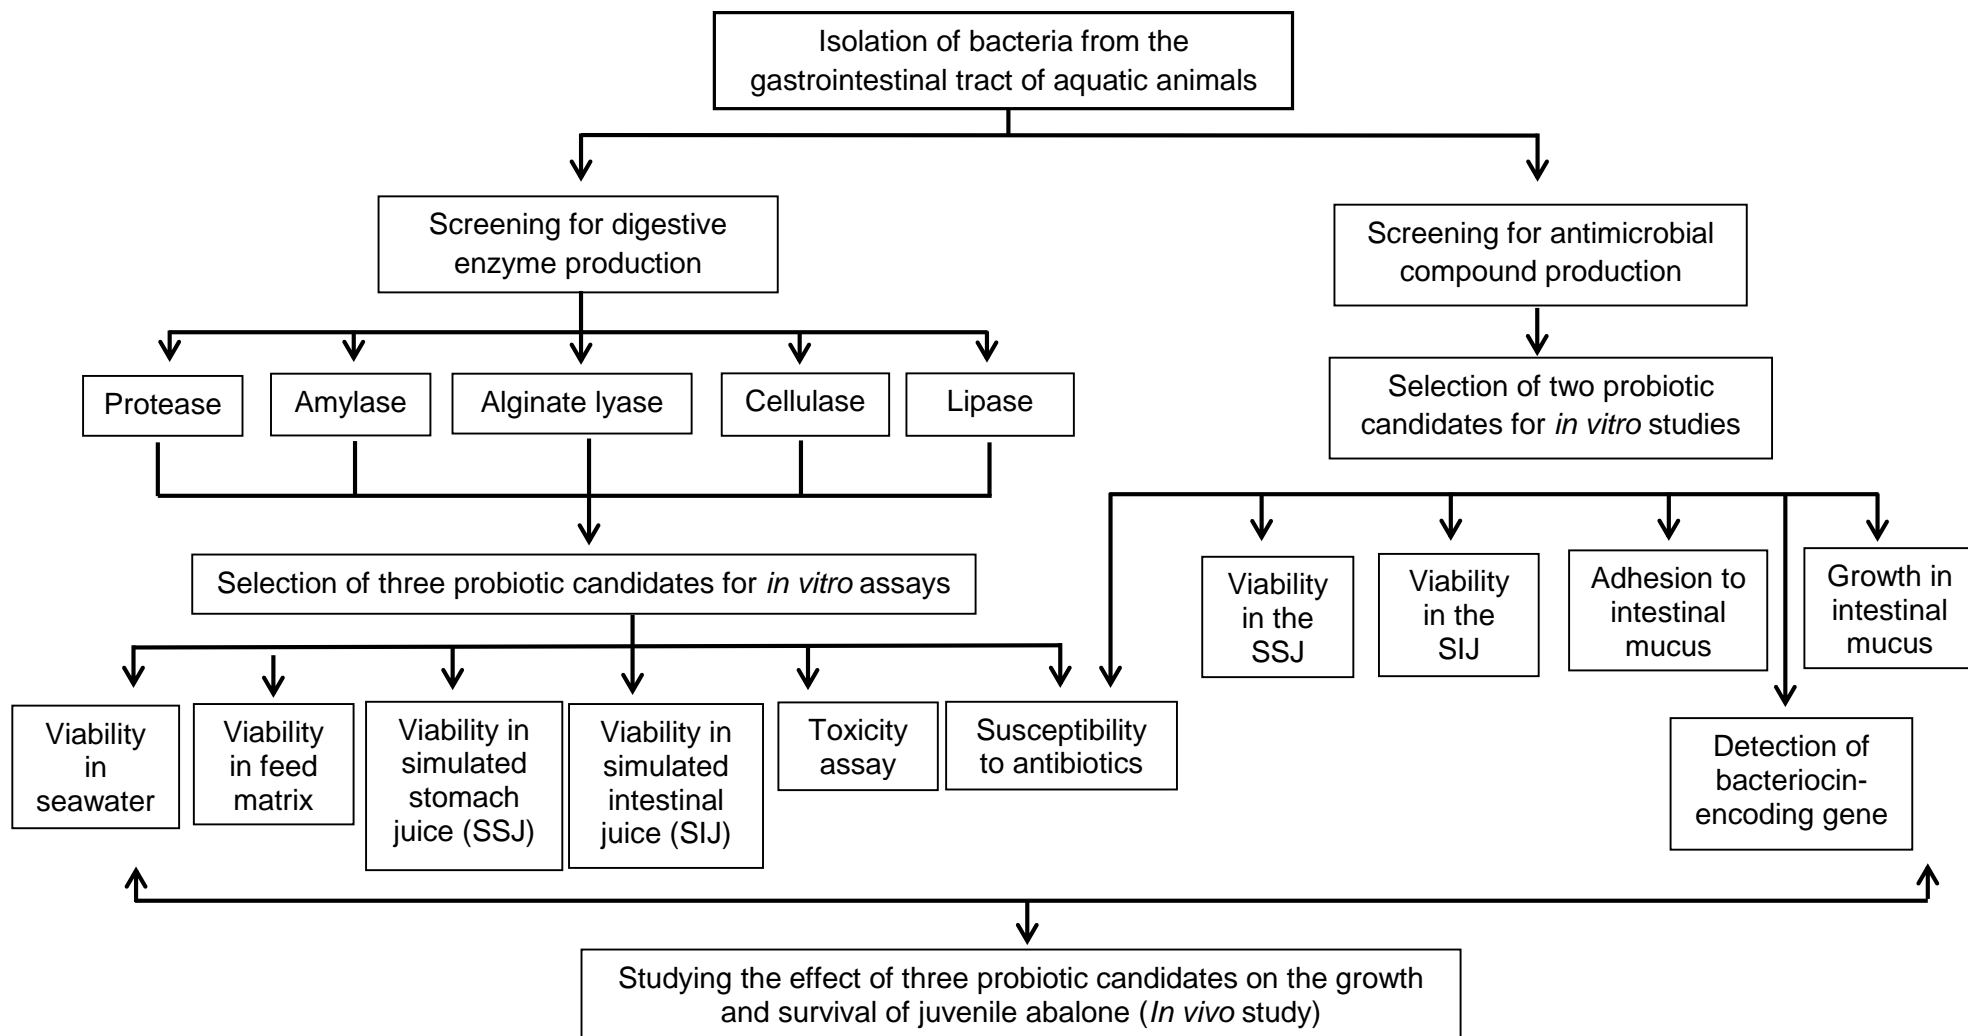 Isolation of bacteria from the
gastrointestinal tract of aquatic animals
Screening for digestive
enzyme production
Screening for antimicrobial
compound production
Protease
Amylase
Alginate lyase
Cellulase
Lipase
Selection of two probiotic
candidates for in vitro studies
Selection of three probiotic candidates for in vitro assays
Viability
in the
SSJ
Viability
in the
SIJ
Adhesion to
intestinal
mucus
Growth in
intestinal
mucus
Viability
in
seawater
Viability
in feed
matrix
Viability in
simulated
stomach
juice (SSJ)
Viability in
simulated
intestinal
juice (SIJ)
Toxicity
assay
Susceptibility
to antibiotics
Detection of
bacteriocin-
encoding gene
Studying the effect of three probiotic candidates on the growth
and survival of juvenile abalone (In vivo study)